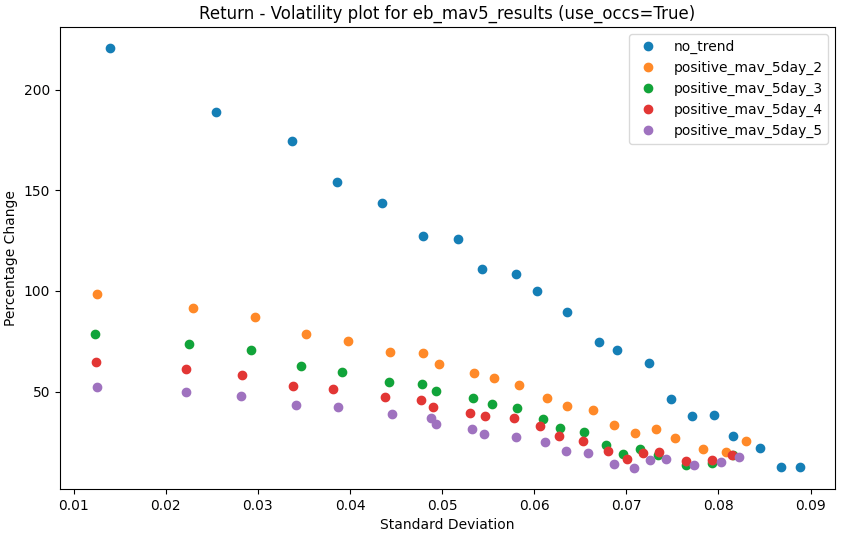 Return - Volatility plot for eb_mav5_results (use_occs=True)
no_trend
positive_mav_5day_2
positive_mav_5day_3
positive_mav_5day_4
positive_mav_5day_5
Percentage Change
200
150
100
50
0.01 0.02 0.03 0.04 0.05 0.06 0.07 0.08 0.09
Standard Deviation